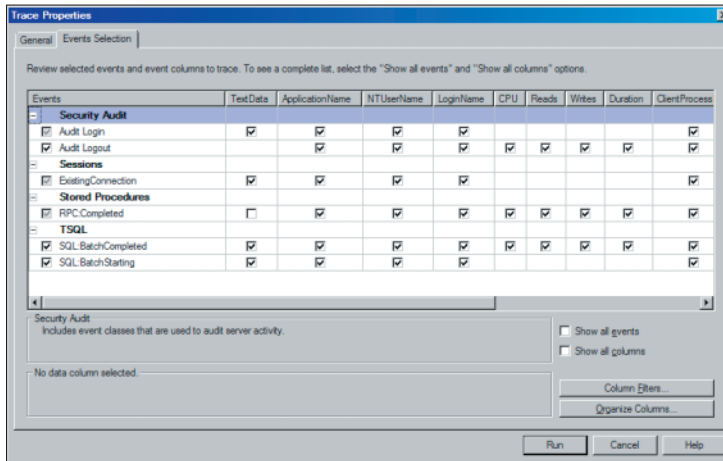 Trace Properties
General Events Selection
Review selected events and event columns to trace. To see a complete list, select the "Show all events" and "Show all columns" options.
Events TextData ApplicationName NTUserName LoginName CPU Reads Writes Duration ClientProcess
Security Audit
Audit Login
Audit Logout
Sessions
ExistingConnection
Stored Procedures
RPC:Completed
TSQL
SQL:BatchCompleted
SQL:BatchStarting
Security Audit
Includes event classes that are used to audit server activity.
Show all events
Show all columns
No data column selected.
Column Filters...
Organize Columns...
Run Cancel Help